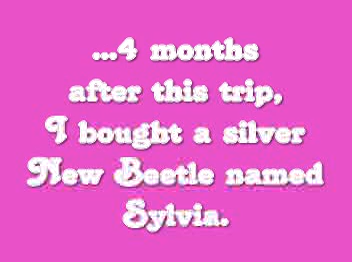 ...4 months
after this trip,
I bought a silver
New Beetle named
Sylvia.